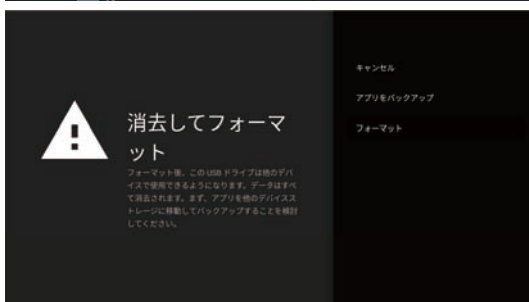 消去してフォーマ
ット
フォーマット後、この USB ドライブは他のデバ
イスで使用できるようになります。データはすべ
て消去されます。まず、アプリを他のデバイスス
トレージに移動してバックアップすることを検討
してください。
キャンセル
アプリをバックアップ
フォーマット